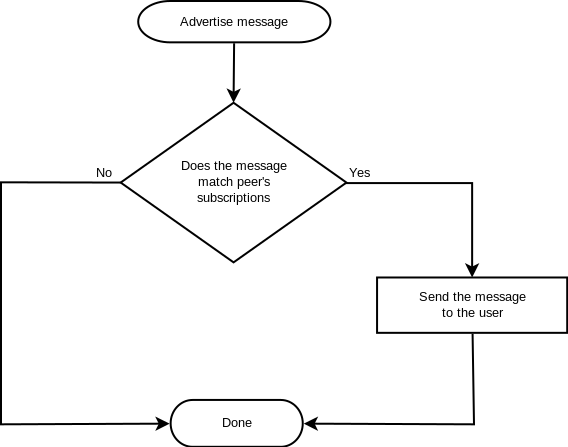 Advertise message
Does the message
match peer's
subscriptions
No
Yes
Send the message
to the user
Done